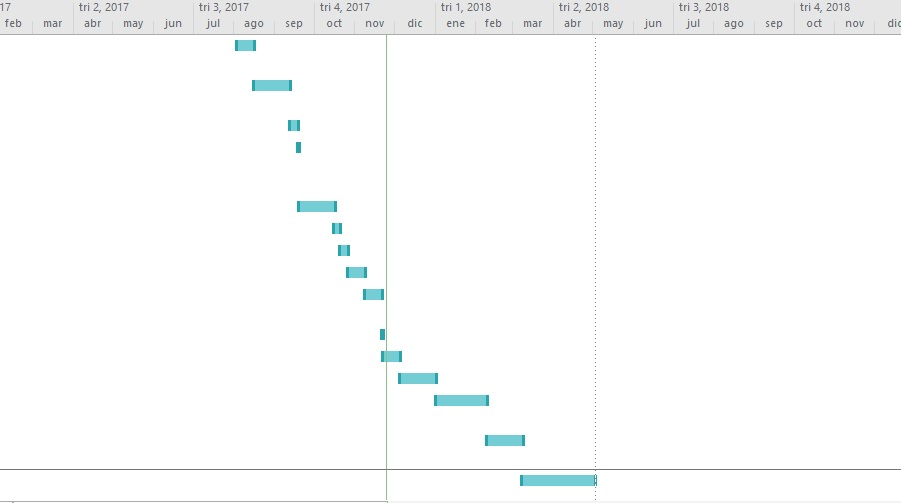 17 tri 2, 2017 tri 3, 2017 tri 4, 2017 tri 1, 2018 tri 2, 2018 tri 3, 2018 tri 4, 2018
feb mar abr may jun jul ago sep oct nov dic ene feb mar abr may jun jul ago sep oct nov dic